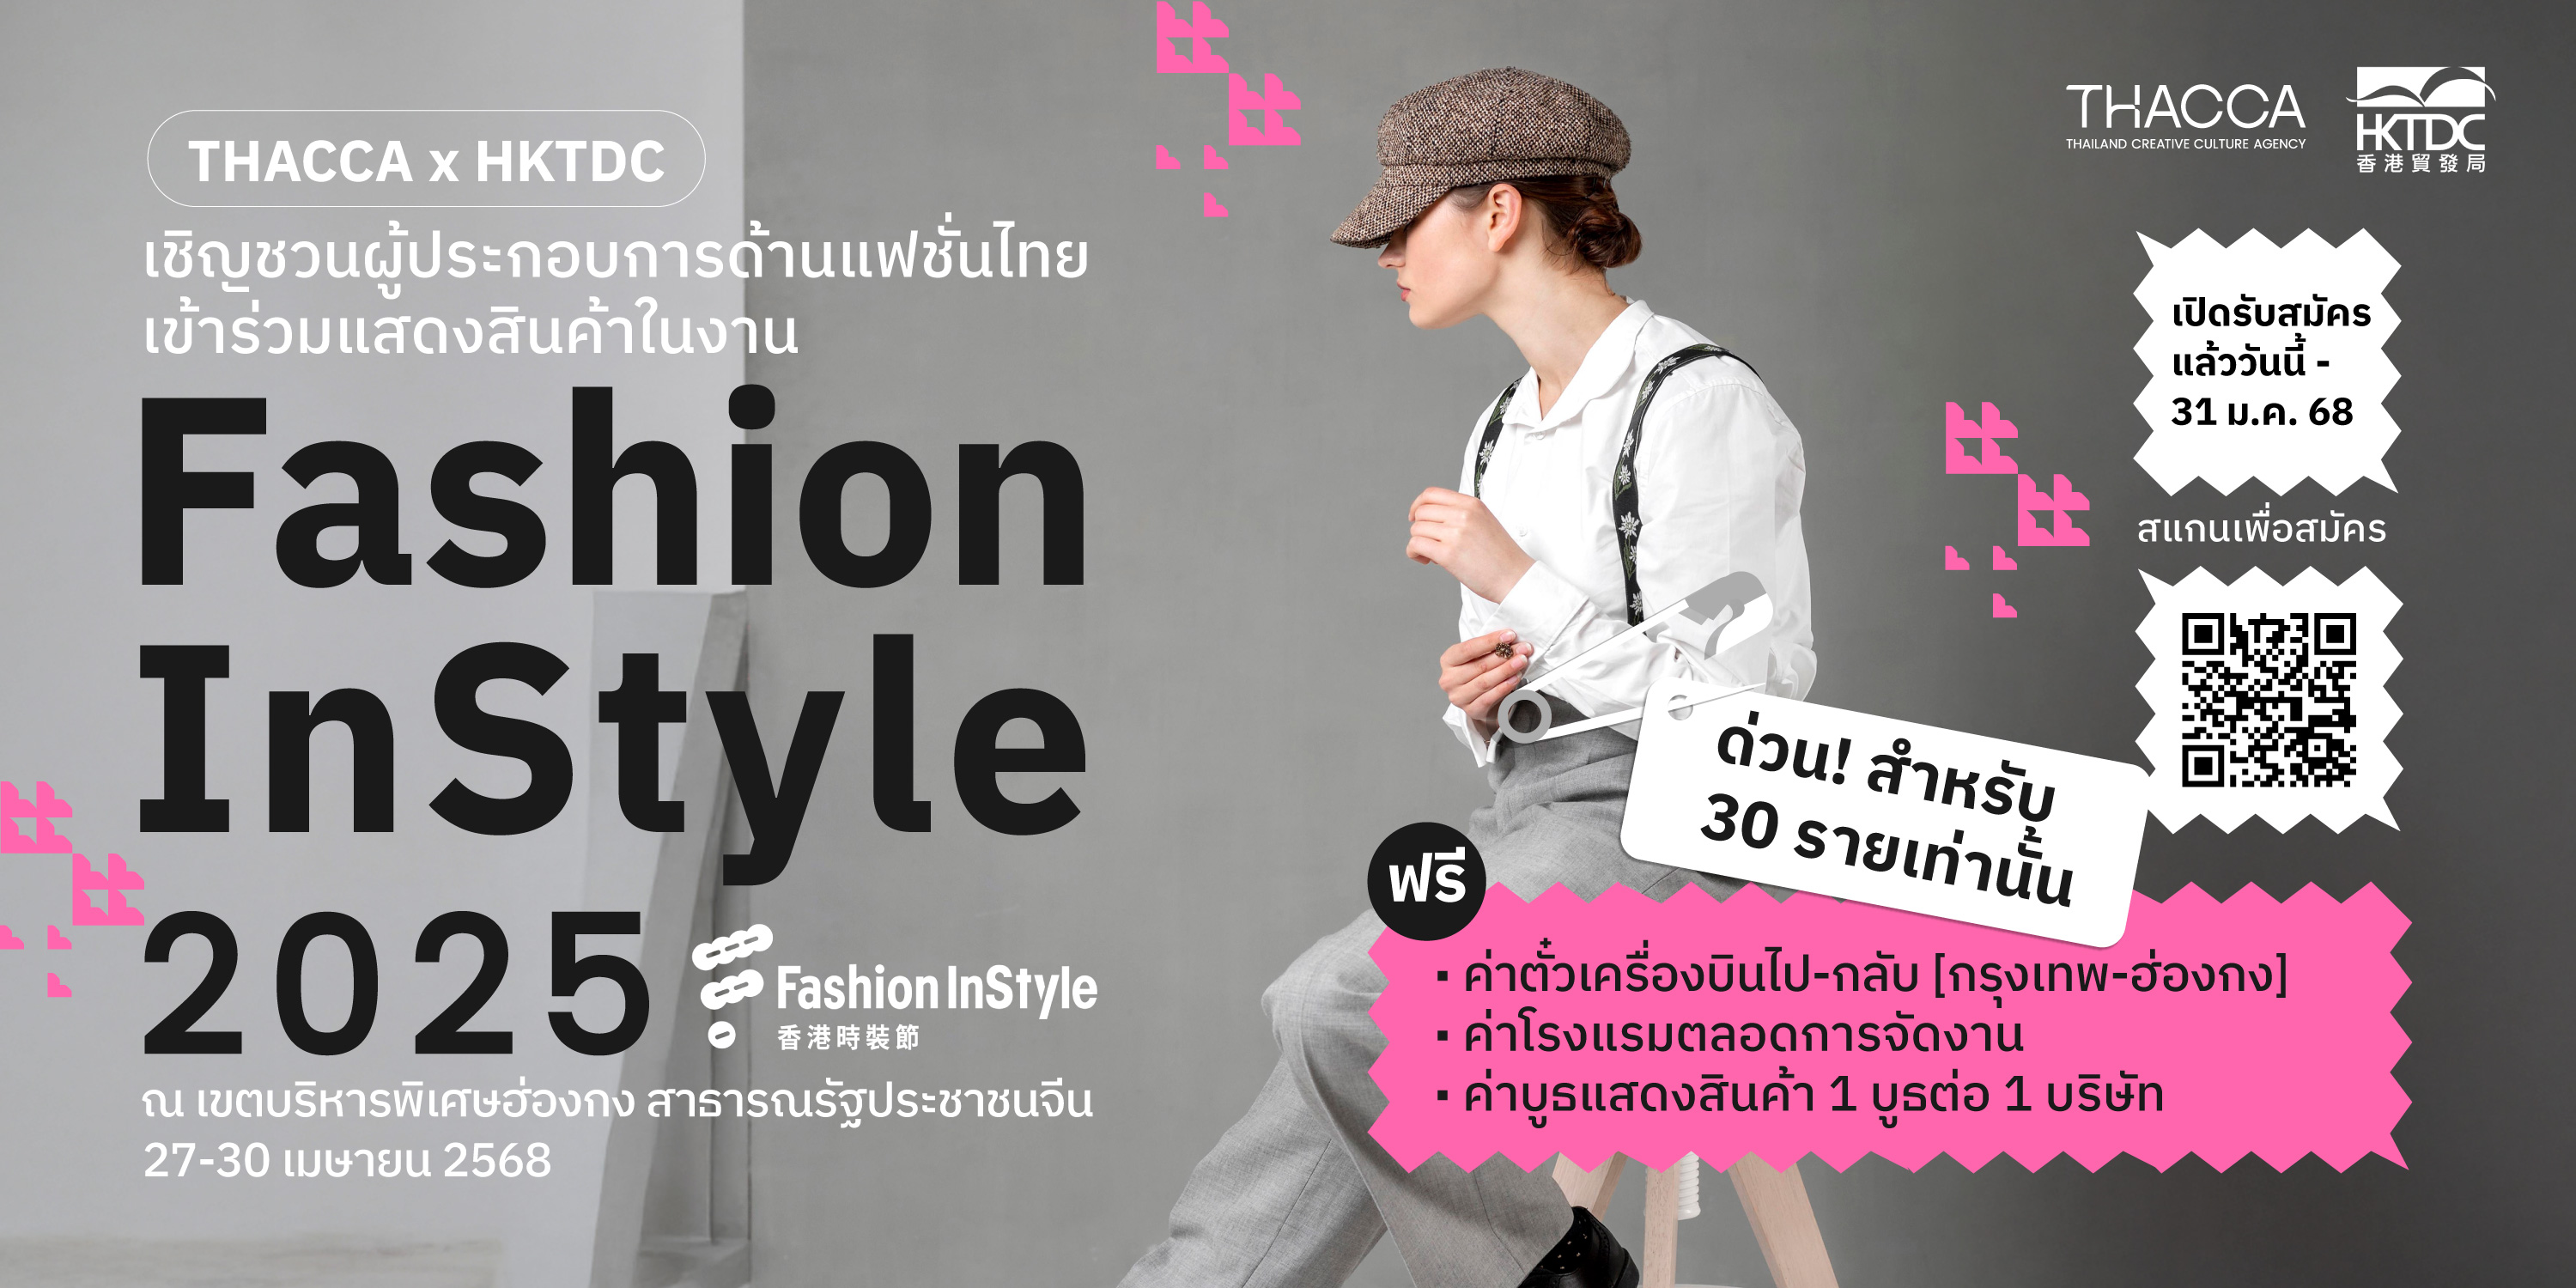 THACCA x HKTDC
เชิญชวนผู้ประกอบการด้านแฟชั่นไทย
เข้าร่วมแสดงสินค้าในงาน
Fashion
InStyle
2025
Fashion InStyle
香港時裝節
ณ เขตบริหารพิเศษฮ่องกง สาธารณรัฐประชาชนจีน
27-30 เมษายน 2568
THACCA
THAILAND CREATIVE CULTURE AGENCY
HKTDC
香港貿發局
เปิดรับสมัคร
แล้ววันนี้ -
31 ม.ค. 68
สแกนเพื่อสมัคร
ด่วน! สำหรับ
30 รายเท่านั้น
ฟรี
▪ ค่าตั๋วเครื่องบินไป-กลับ [กรุงเทพ-ฮ่องกง]
▪ ค่าโรงแรมตลอดการจัดงาน
▪ ค่าบูธแสดงสินค้า 1 บูธต่อ 1 บริษัท